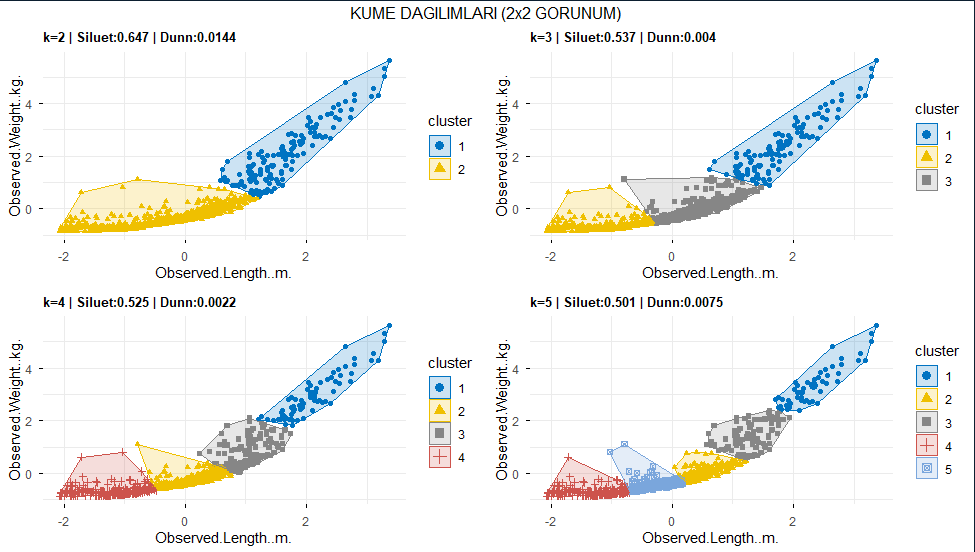 KUME DAGILIMLARI (2x2 GORUNUM)
k=2 | Siluet:0.647 | Dunn:0.0144
Observed.Weight..kg.
4
2
0
-2
0
2
Observed.Length..m.
cluster
1
2
k=3 | Siluet:0.537 | Dunn:0.004
Observed.Weight..kg.
4
2
0
-2
0
2
Observed.Length..m.
cluster
1
2
3
k=4 | Siluet:0.525 | Dunn:0.0022
Observed.Weight..kg.
4
2
0
-2
0
2
Observed.Length..m.
cluster
1
2
3
4
k=5 | Siluet:0.501 | Dunn:0.0075
Observed.Weight..kg.
4
2
0
-2
0
2
Observed.Length..m.
cluster
1
2
3
4
5